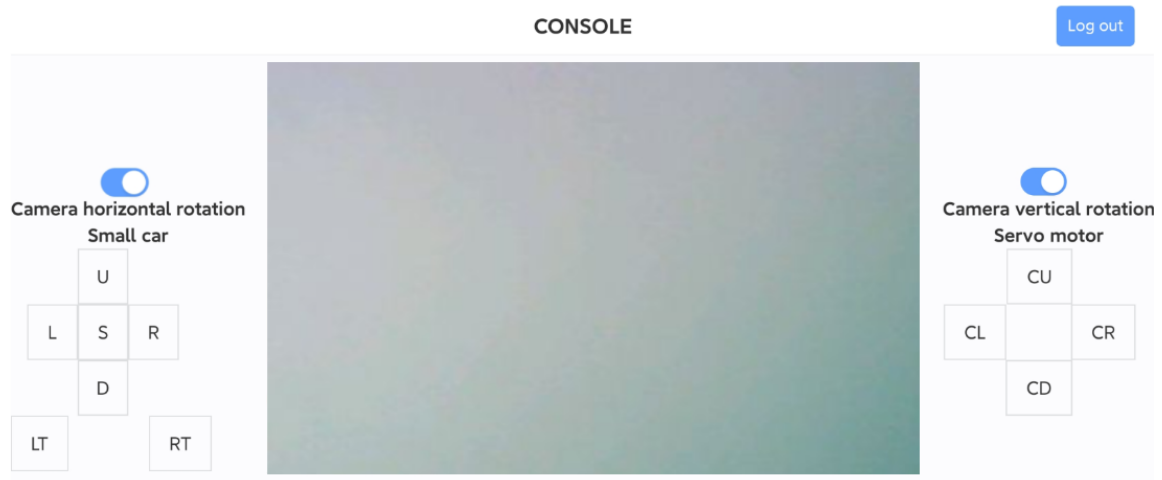 CONSOLE
Log out
Camera horizontal rotation
Small car
U
L S R
D
LT RT
Camera vertical rotation
Servo motor
CU
CL CR
CD